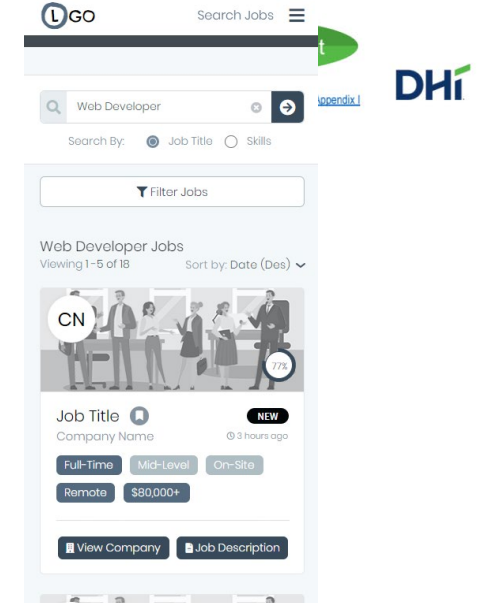 LGO
Search Jobs
t
Appendix I
DHi
Web Developer
Search By: Job Title Skills
Filter Jobs
Web Developer Jobs
Viewing 1-5 of 18 Sort by: Date (Des)
CN
77%
Job Title NEW
Company Name 3 hours ago
Full-Time Mid-Level On-Site
Remote $80,000+
View Company Job Description